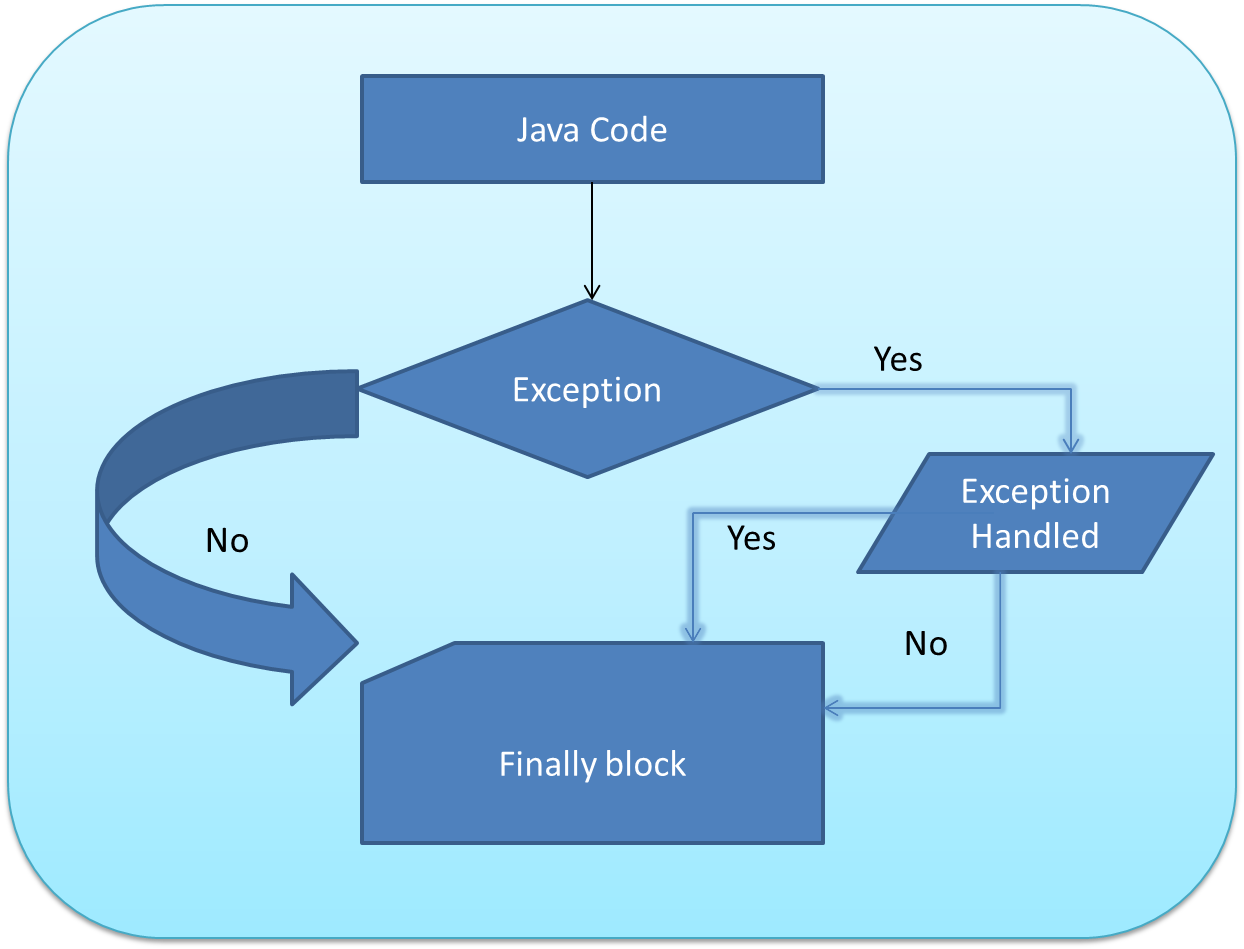 Java Code
Exception
Yes
Exception
Handled
Yes
No
No
Finally block